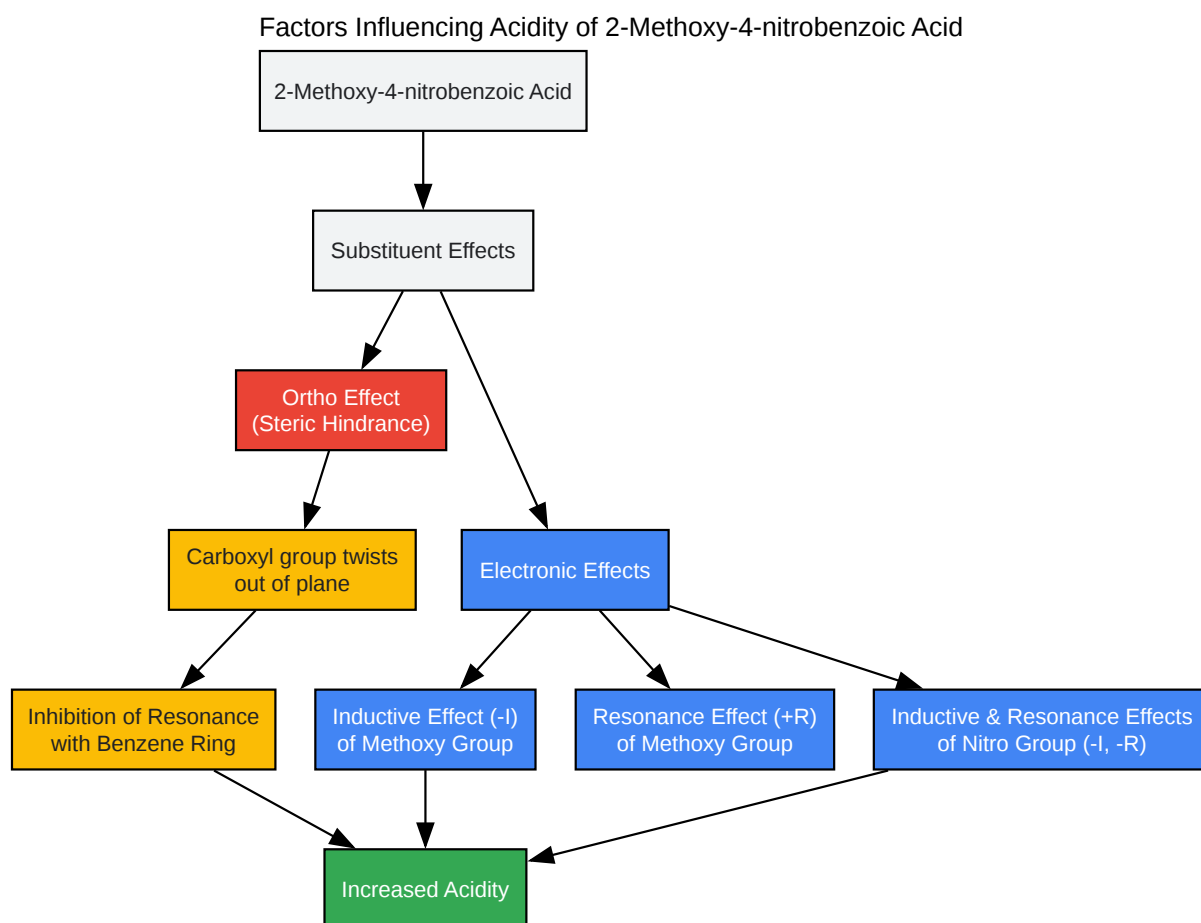 Factors Influencing Acidity of 2-Methoxy-4-nitrobenzoic Acid
2-Methoxy-4-nitrobenzoic Acid
Substituent Effects
Ortho Effect
(Steric Hindrance)
Carboxyl group twists
out of plane
Electronic Effects
Inhibition of Resonance
with Benzene Ring
Inductive Effect (-I)
of Methoxy Group
Resonance Effect (+R)
of Methoxy Group
Inductive & Resonance Effects
of Nitro Group (-I, -R)
Increased Acidity